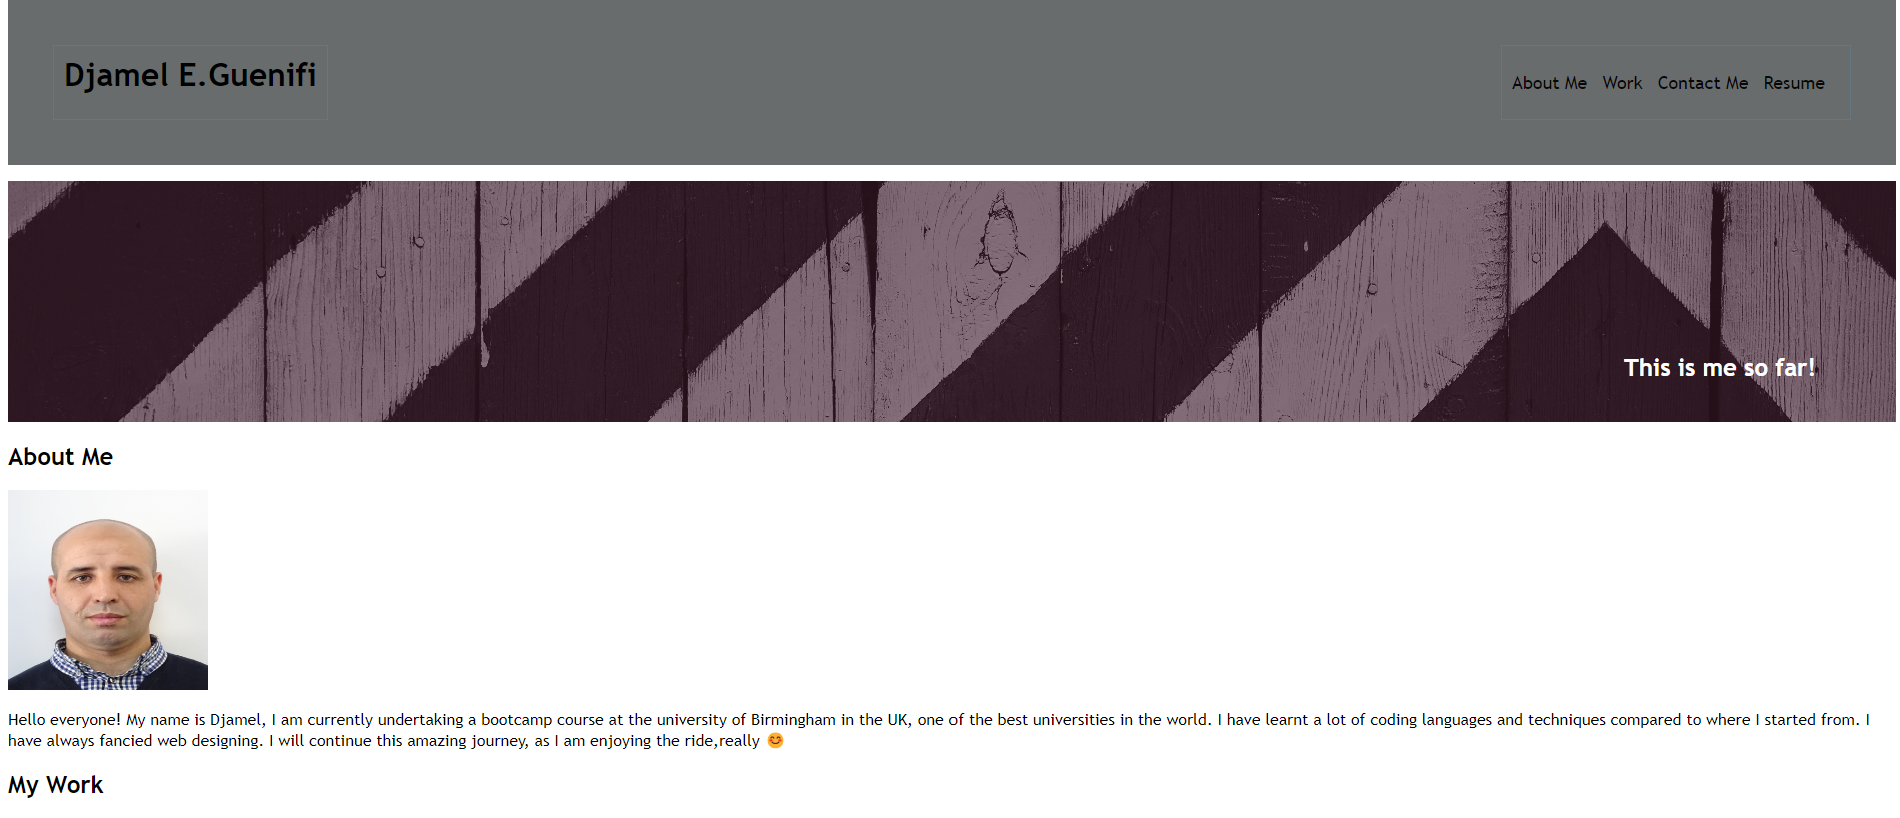 Djamel E.Guenifi
About Me Work Contact Me Resume
This is me so far!
About Me
Hello everyone! My name is Djamel, I am currently undertaking a bootcamp course at the university of Birmingham in the UK, one of the best universities in the world. I have learnt a lot of coding languages and techniques compared to where I started from. I
have always fancied web designing. I will continue this amazing journey, as I am enjoying the ride,really 😊
My Work